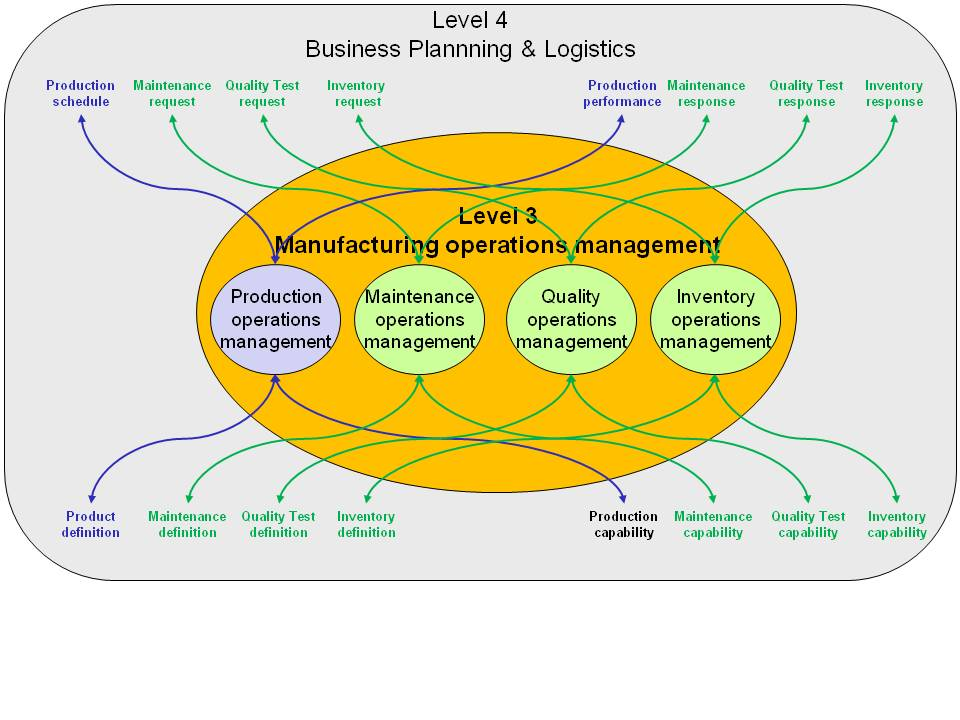 Level 4
Business Plannning & Logistics
Production
schedule
Maintenance
request
Quality Test
request
Inventory
request
Production
performance
Maintenance
response
Quality Test
response
Inventory
response
Level 3
Manufacturing operations management
Production
operations
management
Maintenance
operations
management
Quality
operations
management
Inventory
operations
management
Product
definition
Maintenance
definition
Quality Test
definition
Inventory
definition
Production
capability
Maintenance
capability
Quality Test
capability
Inventory
capability